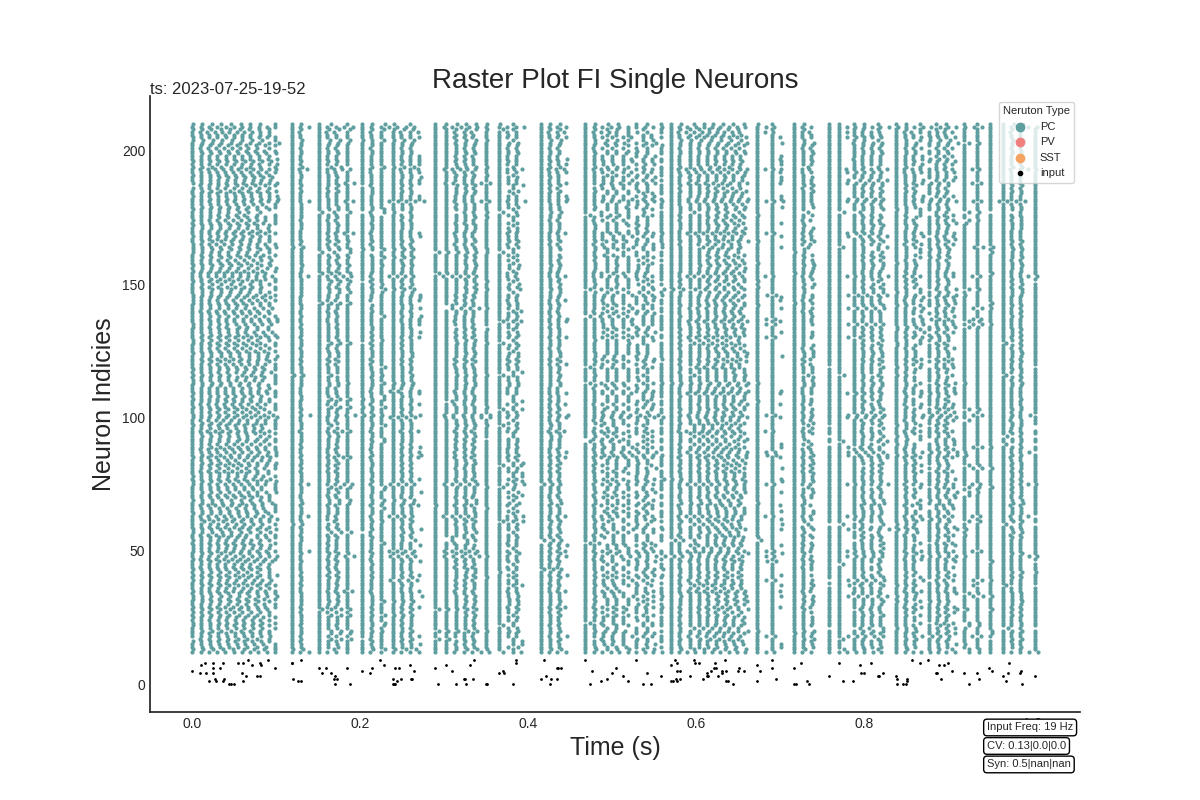 Raster Plot FI Single Neurons
ts: 2023-07-25-19-52
Neruton Type
PC
PV
SST
input
Neuron Indicies
200
150
100
50
0
0.0 0.2 0.4 0.6 0.8
Time (s)
Input Freq: 19 Hz
CV: 0.13|0.0|0.0
Syn: 0.5|nan|nan